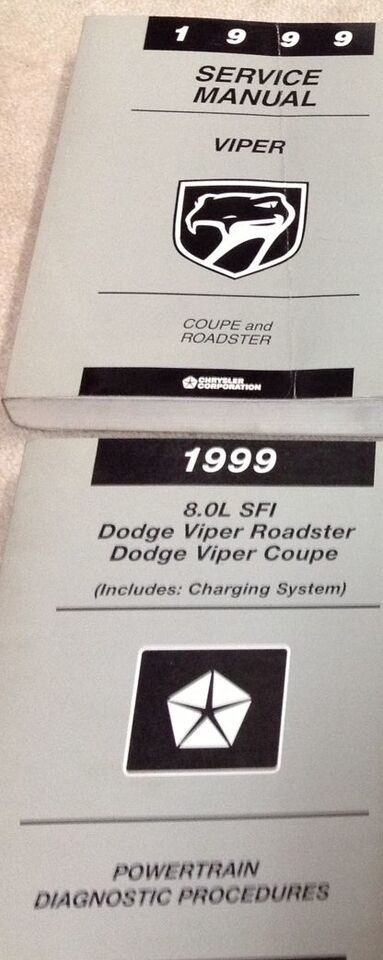 1 9 9 9
SERVICE
MANUAL
VIPER
COUPE and
ROADSTER
CHRYSLER
CORPORATION
1999
8.0L SFI
Dodge Viper Roadster
Dodge Viper Coupe
(Includes: Charging System)
POWERTRAIN
DIAGNOSTIC PROCEDURES